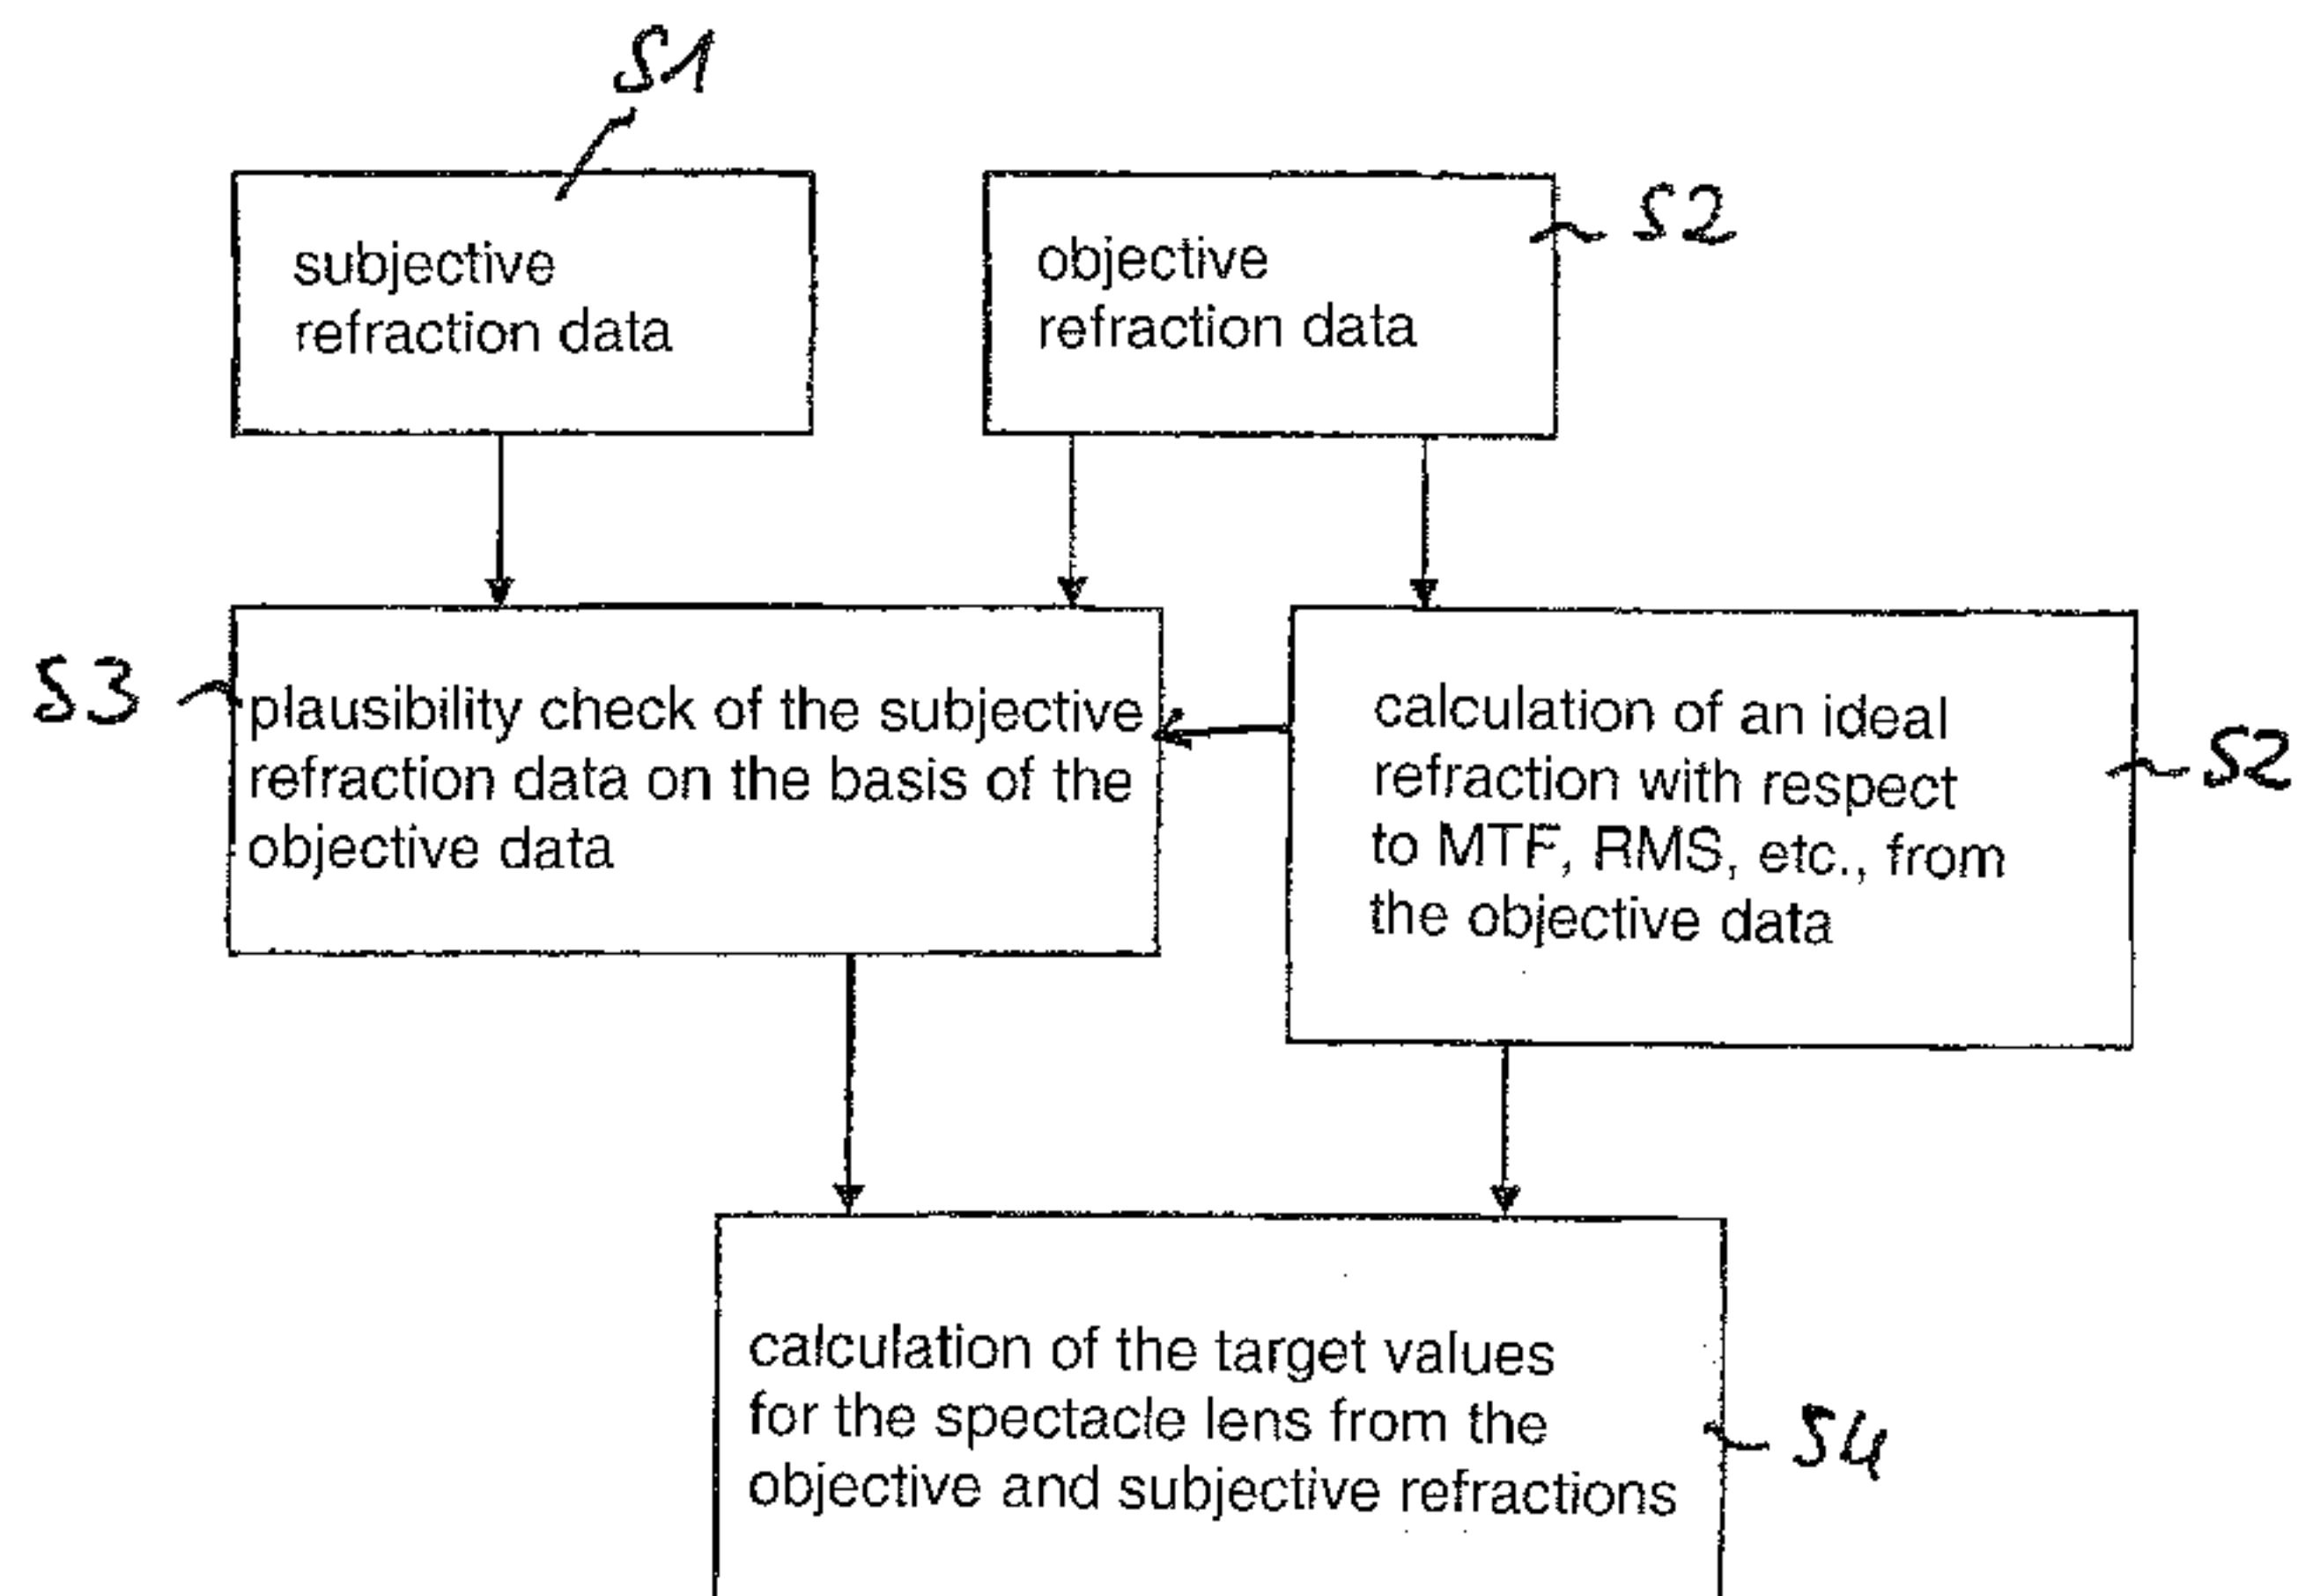 S1
subjective
refraction data
objective
refraction data
S2
S3
plausibility check of the subjective
refraction data on the basis of the
objective data
calculation of an ideal
refraction with respect
to MTF, RMS, etc., from
the objective data
S2
calculation of the target values
for the spectacle lens from the
objective and subjective refractions
S4